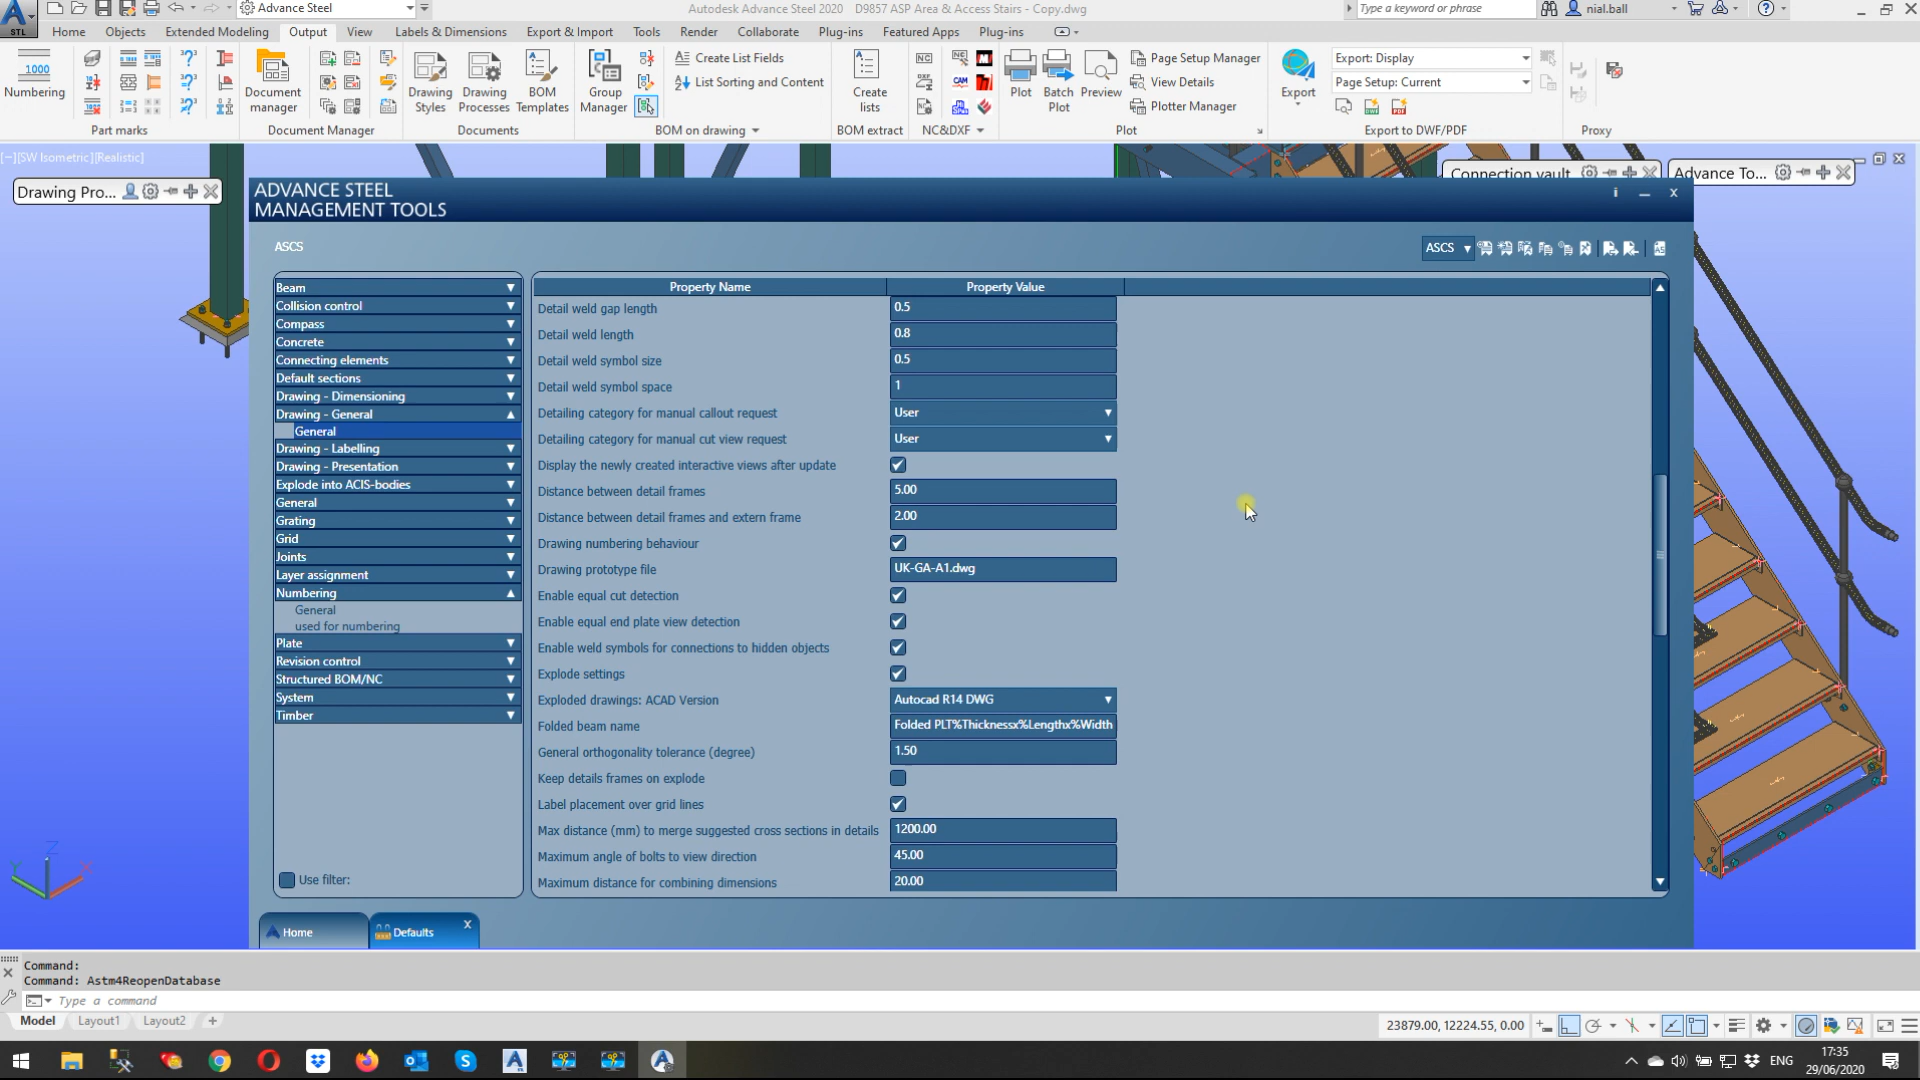 STL
Advance Steel
Autodesk Advance Steel 2020 D9857 ASP Area & Access Stairs - Copy.dwg
Type a keyword or phrase
nial.ball
Home
Objects
Extended Modeling
Output
View
Labels & Dimensions
Export & Import
Tools
Render
Collaborate
Plug-ins
Featured Apps
Plug-ins
1000
Numbering
Part marks
Document manager
Document Manager
Drawing Styles
Drawing Processes
BOM Templates
Documents
Group Manager
Create List Fields
List Sorting and Content
BOM on drawing
Create lists
BOM extract
NC
DXF
CAM
NC&DXF
Plot
Batch Plot
Preview
Page Setup Manager
View Details
Plotter Manager
Plot
Export
Export: Display
Page Setup: Current
Export to DWF/PDF
Proxy
[−][SW Isometric][Realistic]
Drawing Pro...
Connection vault
Advance To...
ADVANCE STEEL
MANAGEMENT TOOLS
ASCS
ASCS
Beam
Collision control
Compass
Concrete
Connecting elements
Default sections
Drawing - Dimensioning
Drawing - General
General
Drawing - Labelling
Drawing - Presentation
Explode into ACIS-bodies
General
Grating
Grid
Joints
Layer assignment
Numbering
General
used for numbering
Plate
Revision control
Structured BOM/NC
System
Timber
Use filter:
Property Name Property Value
Detail weld gap length 0.5
Detail weld length 0.8
Detail weld symbol size 0.5
Detail weld symbol space 1
Detailing category for manual callout request User
Detailing category for manual cut view request User
Display the newly created interactive views after update
Distance between detail frames 5.00
Distance between detail frames and extern frame 2.00
Drawing numbering behaviour
Drawing prototype file UK-GA-A1.dwg
Enable equal cut detection
Enable equal end plate view detection
Enable weld symbols for connections to hidden objects
Explode settings
Exploded drawings: ACAD Version Autocad R14 DWG
Folded beam name Folded PLT%Thicknessx%Lengthx%Width
General orthogonality tolerance (degree) 1.50
Keep details frames on explode
Label placement over grid lines
Max distance (mm) to merge suggested cross sections in details 1200.00
Maximum angle of bolts to view direction 45.00
Maximum distance for combining dimensions 20.00
Home
Defaults x
Z
X
Command:
Command: Astm4ReopenDatabase
Type a command
Model
Layout1
Layout2
+
23879.00, 12224.55, 0.00
ENG
17:35
29/06/2020